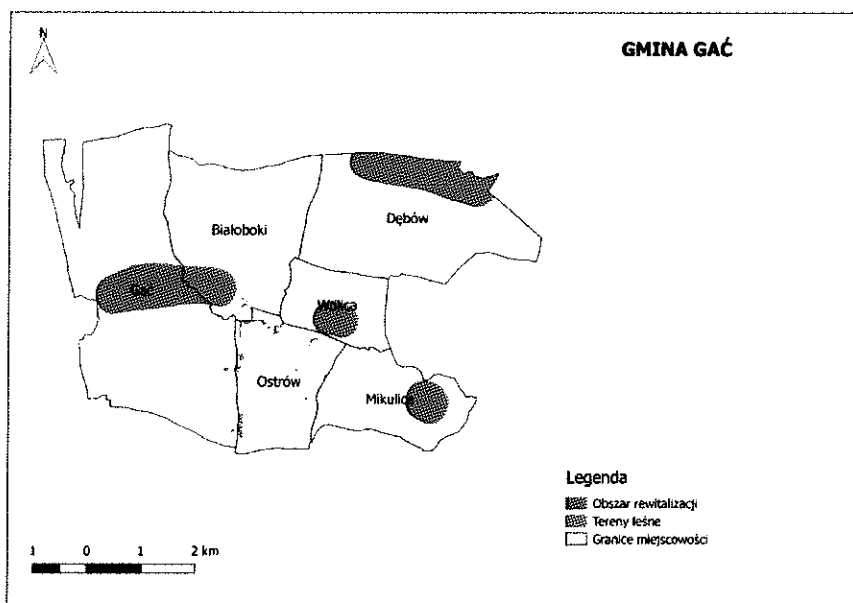 N
GMINA GAĆ
Białoboki
Dębów
Gać
Wolica
Ostrów
Mikulice
Legenda
Obszar rewitalizacji
Tereny leśne
Granice miejscowości
1 0 1 2 km